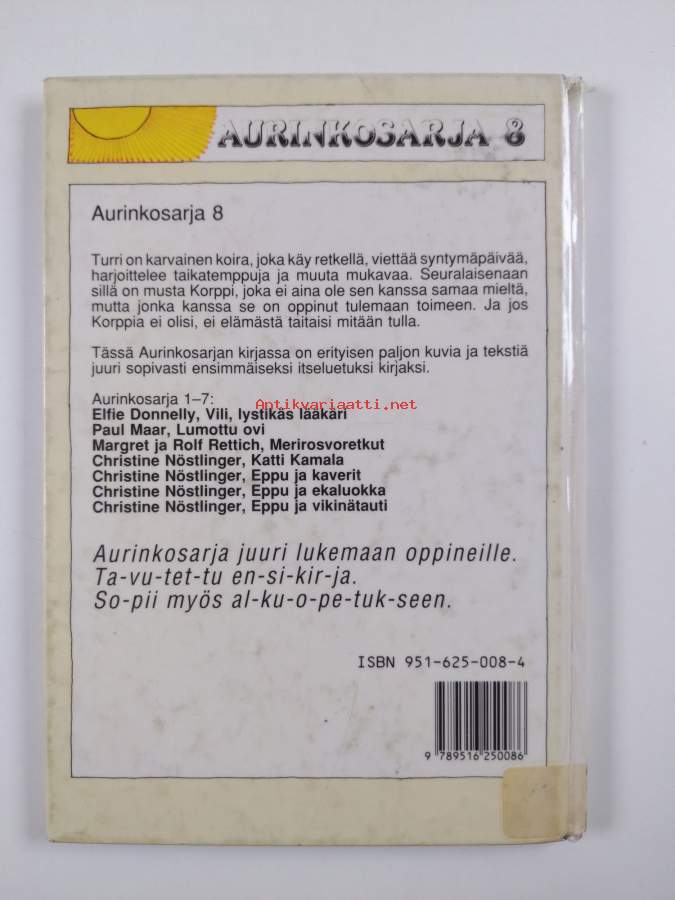 AURINKOSARJA 8
Aurinkosarja 8
Turri on karvainen koira, joka käy retkellä, viettää syntymäpäivää,
harjoittelee taikatemppuja ja muuta mukavaa. Seuralaisenaan
sillä on musta Korppi, joka ei aina ole sen kanssa samaa mieltä,
mutta jonka kanssa se on oppinut tulemaan toimeen. Ja jos
Korppia ei olisi, ei elämästä taitaisi mitään tulla.
Tässä Aurinkosarjan kirjassa on erityisen paljon kuvia ja tekstiä
juuri sopivasti ensimmäiseksi itseluetuksi kirjaksi.
Aurinkosarja 1–7:
Antikvariaatti.net
Elfie Donnelly, Vili, lystikäs lääkäri
Paul Maar, Lumottu ovi
Margret ja Rolf Rettich, Merirosvoretkut
Christine Nöstlinger, Katti Kamala
Christine Nöstlinger, Eppu ja kaverit
Christine Nöstlinger, Eppu ja ekaluokka
Christine Nöstlinger, Eppu ja vikinätauti
Aurinkosarja juuri lukemaan oppineille.
Ta-vu-tet-tu en-si-kir-ja.
So-pii myös al-ku-o-pe-tuk-seen.
ISBN 951-625-008-4
9 789516 250086